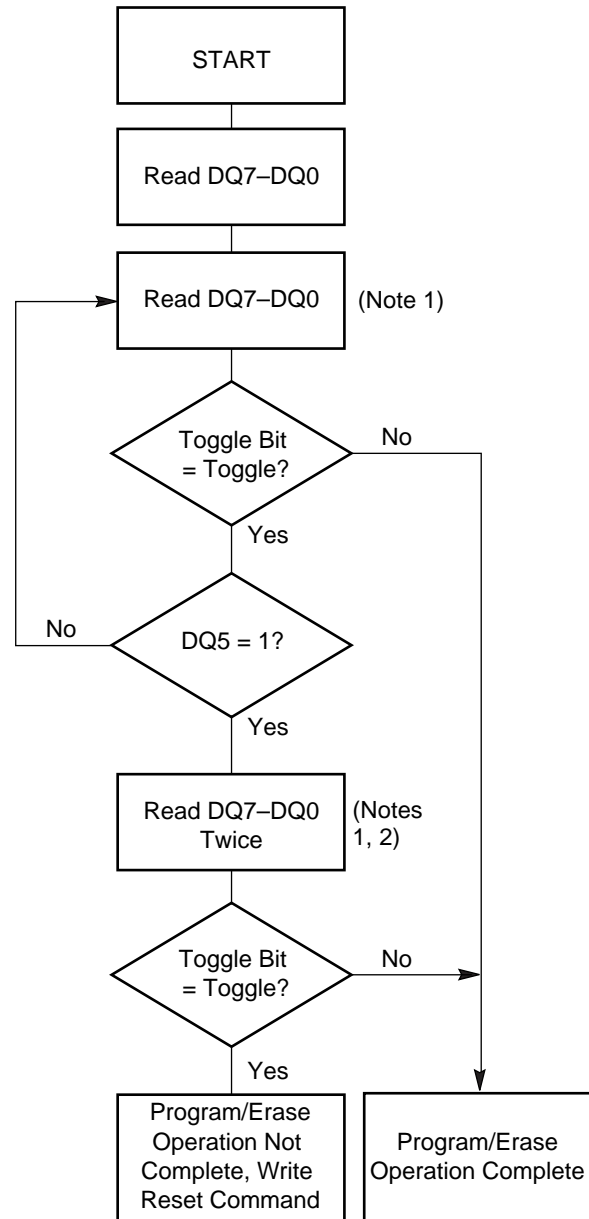 START
Read DQ7–DQ0
Read DQ7–DQ0
(Note 1)
Toggle Bit
= Toggle?
No
Yes
No
DQ5 = 1?
Yes
Read DQ7–DQ0
Twice
(Notes
1, 2)
Toggle Bit
= Toggle?
No
Yes
Program/Erase
Operation Not
Complete, Write
Reset Command
Program/Erase
Operation Complete